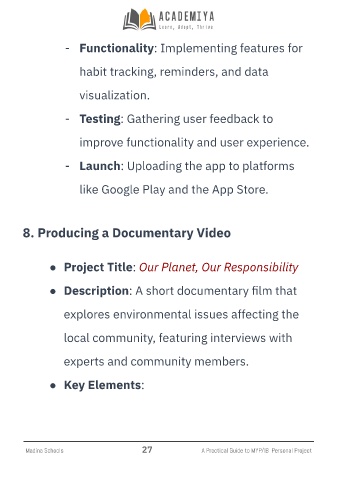 ACADEMIYA
Learn, Adapt, Thrive
- Functionality: Implementing features for
habit tracking, reminders, and data
visualization.
- Testing: Gathering user feedback to
improve functionality and user experience.
- Launch: Uploading the app to platforms
like Google Play and the App Store.
8. Producing a Documentary Video
● Project Title: Our Planet, Our Responsibility
● Description: A short documentary film that
explores environmental issues affecting the
local community, featuring interviews with
experts and community members.
● Key Elements:
Madina Schools 27 A Practical Guide to MYP/IB Personal Project